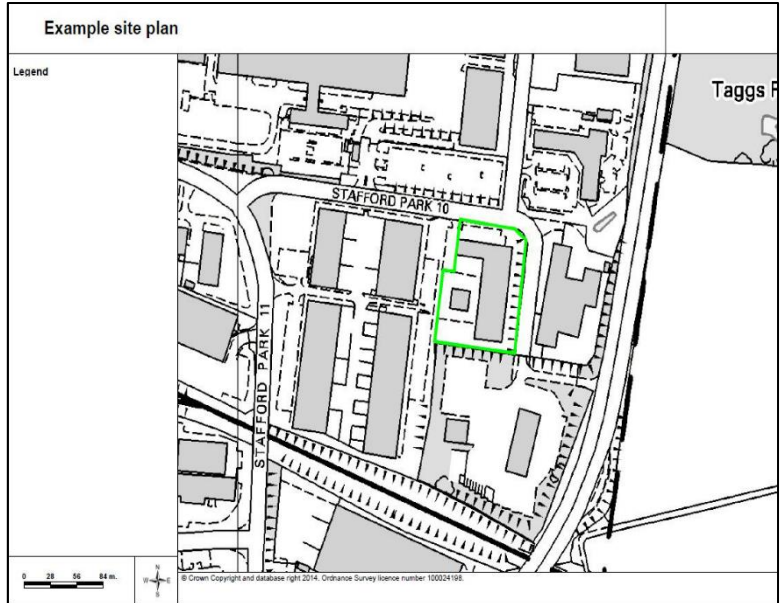 Example site plan
Legend
Taggs
STAFFORD PARK 10
STAFFORD PARK 11
0 28 56 84 m.
N
W E
S
© Crown Copyright and database right 2014. Ordnance Survey licence number 100024198.